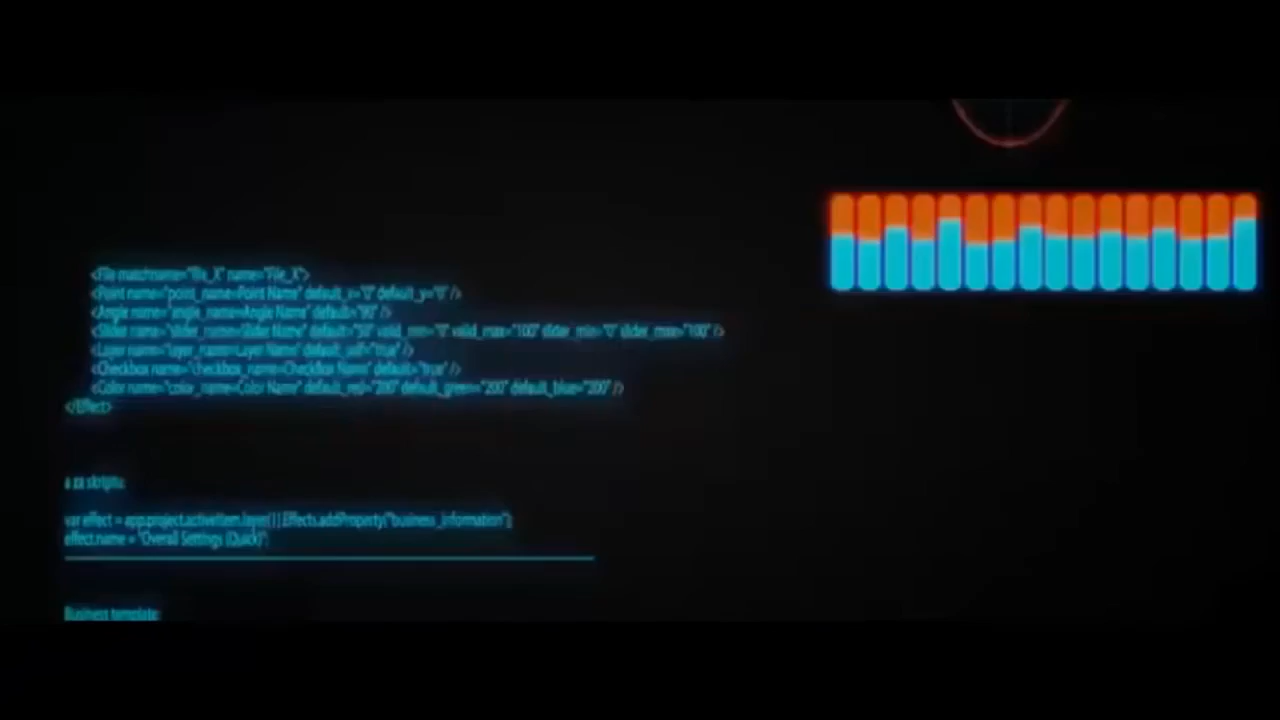 <File matchname="file_X" name="File_X">
<Point name="point_name=Point Name" default_x="0" default_y="0" />
<Angle name="angle_name=Angle Name" default="90" />
<Slider name="slider_name=Slider Name" default="50" valid_min="0" valid_max="100" slider_min="0" slider_max="100" />
<Layer name="layer_name=Layer Name" default_self="true" />
<Checkbox name="checkbox_name=CheckBox Name" default="true" />
<Color name="color_name=Color Name" default_red="200" default_green="200" default_blue="200" />
</Effect>
skriptu:
var effect = app.project.activeItem.layer(1).Effects.addProperty("business_information");
effect.name = "Overall Settings (Quick)";
Business template